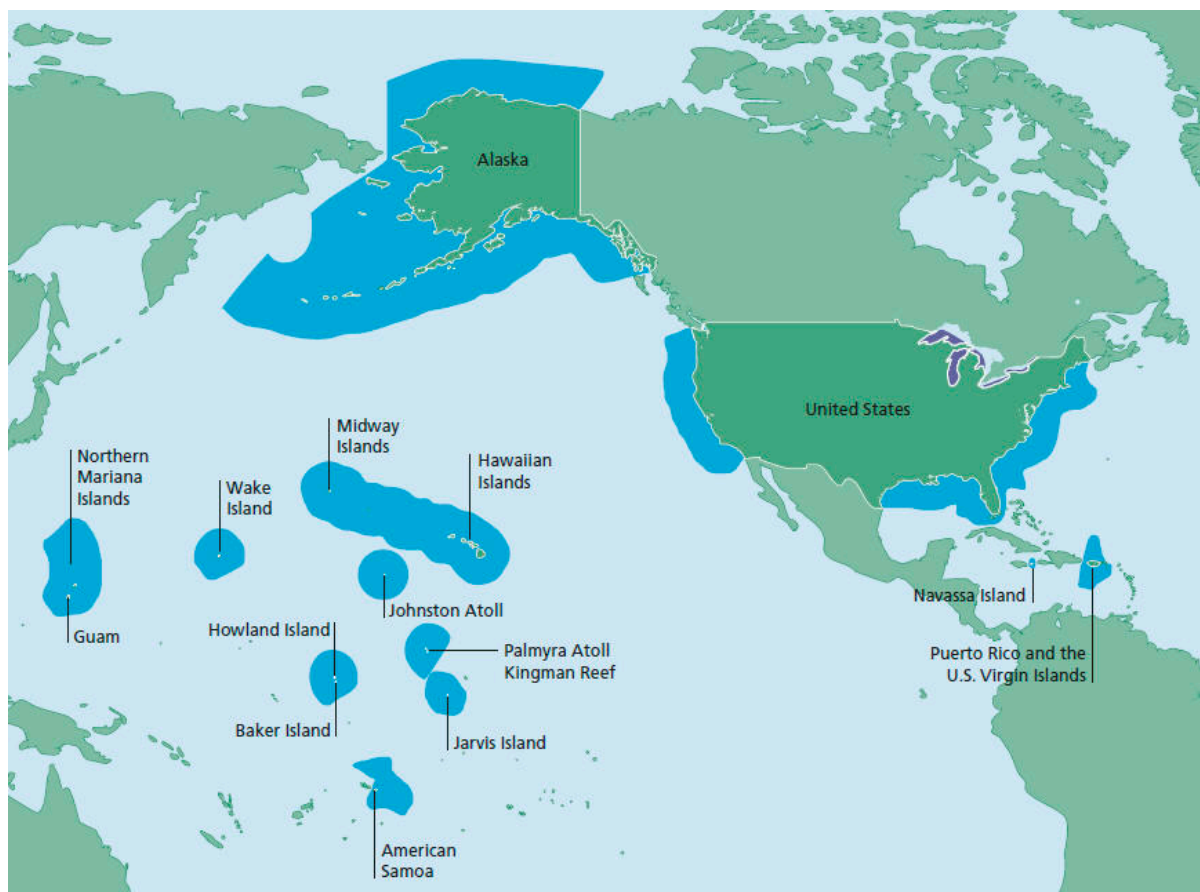 Alaska
United States
Midway
Islands
Hawaiian
Islands
Northern
Mariana
Islands
Wake
Island
Navassa Island
Johnston Atoll
Howland Island
Guam
Palmyra Atoll
Kingman Reef
Puerto Rico and the
U.S. Virgin Islands
Baker Island
Jarvis Island
American
Samoa